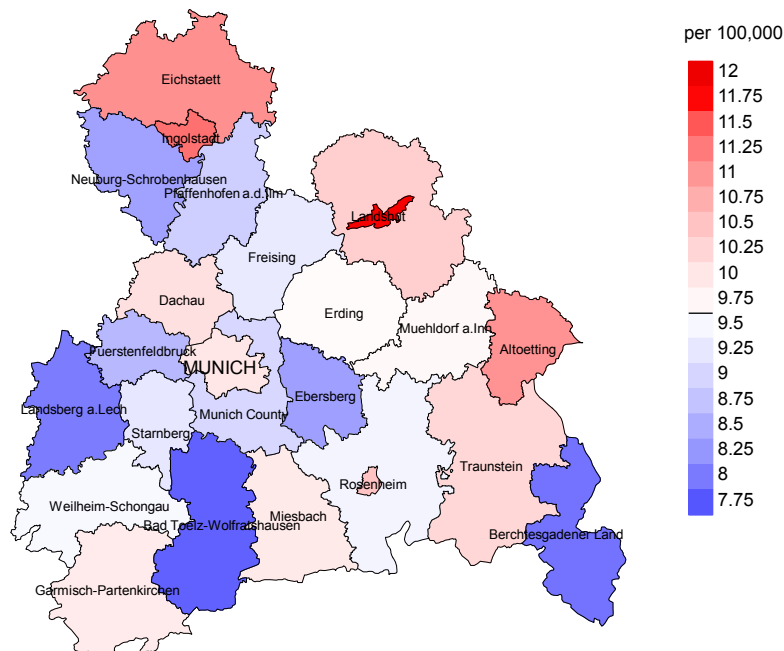 per 100,000
12
11.75
11.5
11.25
11
10.75
10.5
10.25
10
9.75
9.5
9.25
9
8.75
8.5
8.25
8
7.75
Eichstaett
Ingolstadt
Neuburg-Schrobenhausen
Pfaffenhofen a.d.Ilm
Landshut
Freising
Dachau
Erding
Muehldorf a.Inn
Altoetting
Fuerstenfeldbruck
MUNICH
Ebersberg
Landsberg a.Lech
Munich County
Starnberg
Traunstein
Rosenheim
Weilheim-Schongau
Miesbach
Bad Toelz-Wolfratshausen
Berchtesgadener Land
Garmisch-Partenkirchen